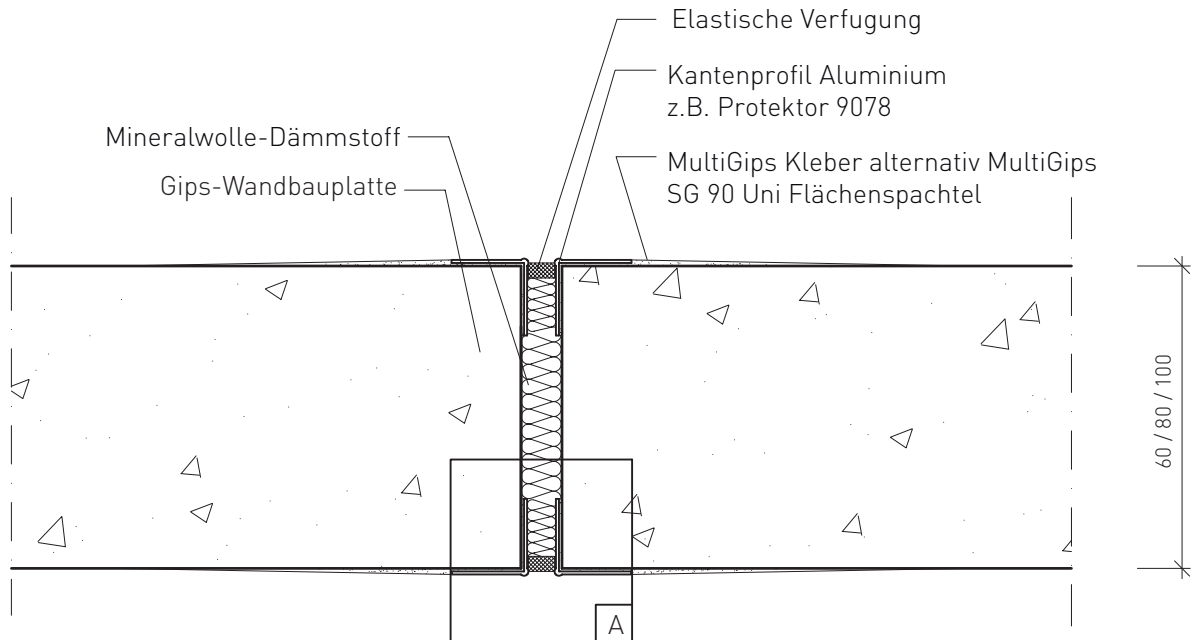 Elastische Verfugung
Kantenprofil Aluminium
z.B. Protektor 9078
Mineralwolle-Dämmstoff
MultiGips Kleber alternativ MultiGips
SG 90 Uni Flächenspachtel
Gips-Wandbauplatte
60 / 80 / 100
A